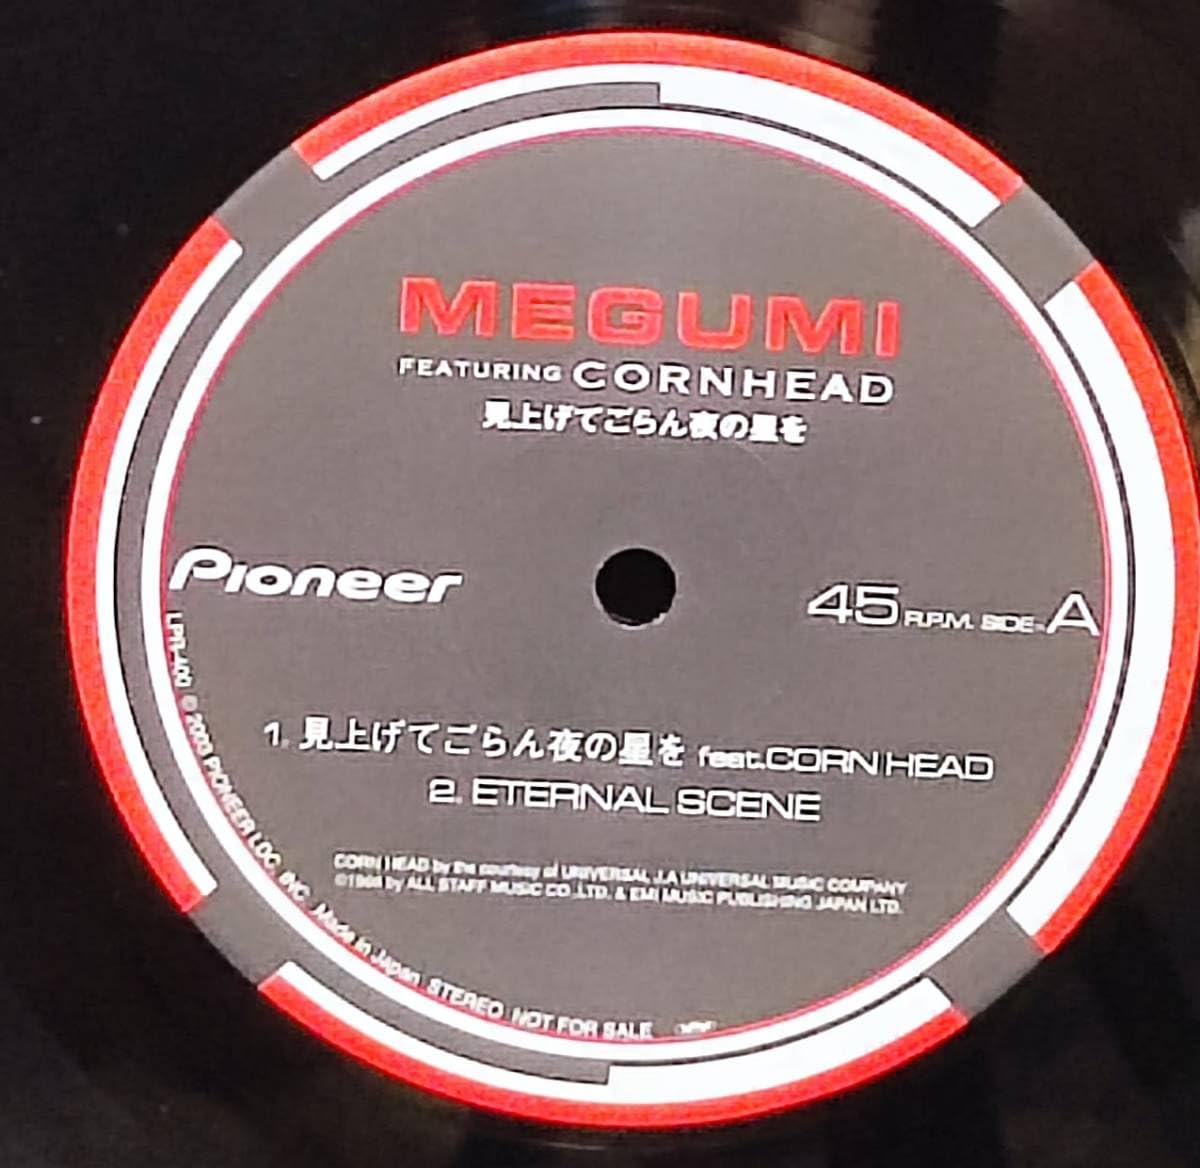 MEGUMI
FEATURING CORNHEAD
見上げてごらん夜の星を
Pioneer
45 R.P.M. SIDE-A
1. 見上げてごらん夜の星を feat.CORN HEAD
2. ETERNAL SCENE
CORN HEAD by the courtesy of UNIVERSAL J.A UNIVERSAL MUSIC COMPANY
by ALL STAFF MUSIC CO.,LTD. & EMI MUSIC PUBLISHING JAPAN LTD.
2003 PIONEER LDC, INC. Made in Japan STEREO NOT FOR SALE